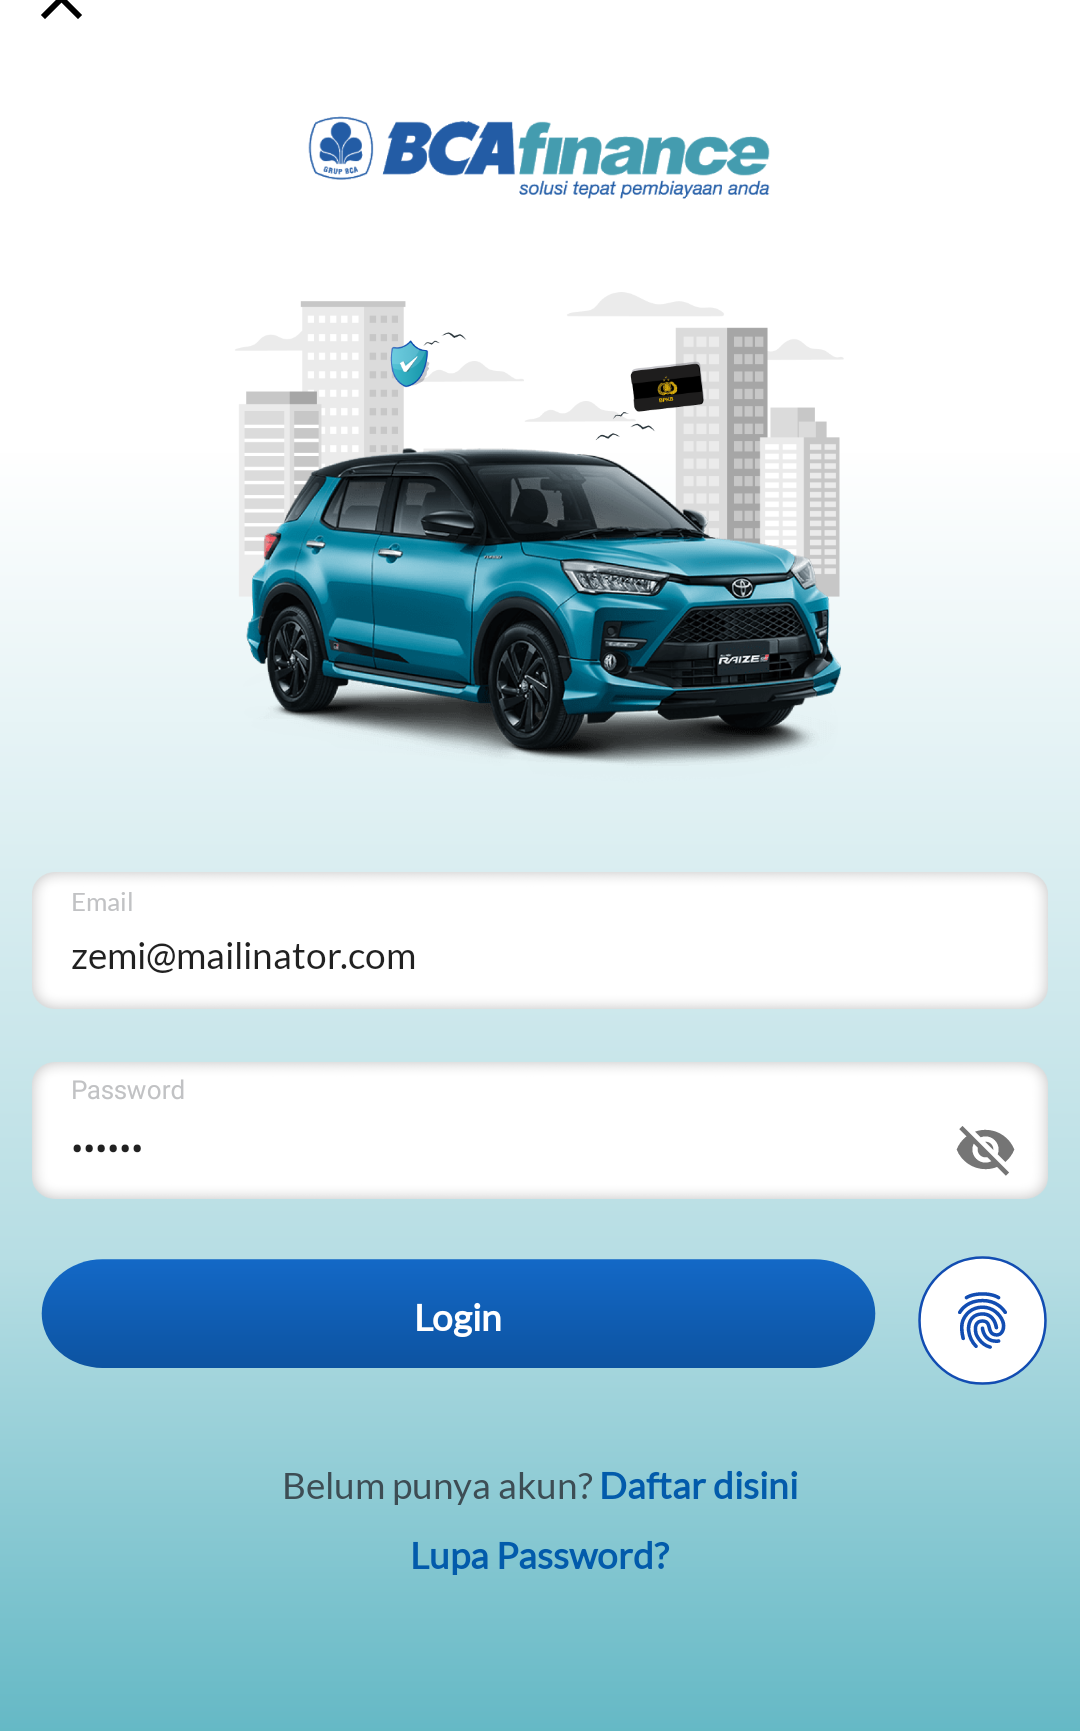 GRUP BCA
BCAfinance
solusi tepat pembiayaan anda
BPKB
RAIZE
Email
zemi@mailinator.com
Password
••••••
Login
Belum punya akun? Daftar disini
Lupa Password?